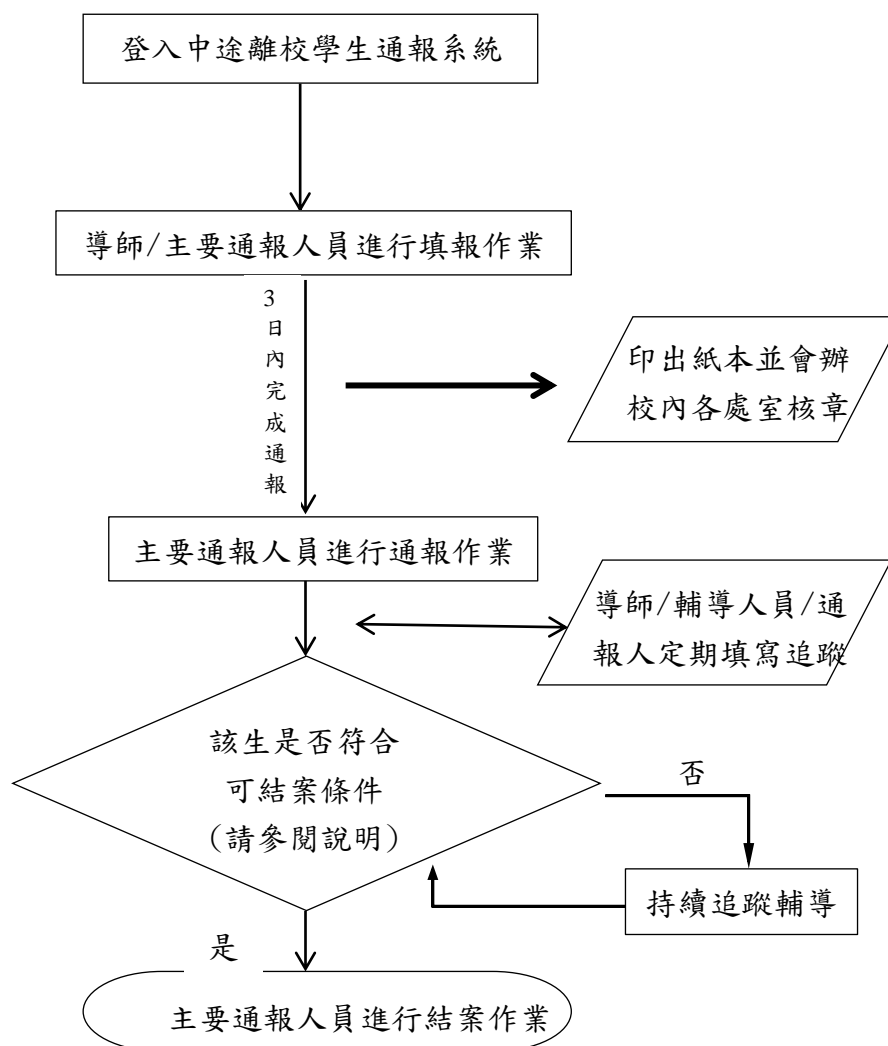 登入中途離校學生通報系統
導師/主要通報人員進行填報作業
3日內完成通報
印出紙本並會辦
校內各處室核章
主要通報人員進行通報作業
導師/輔導人員/通
報人定期填寫追蹤
該生是否符合
可結案條件
(請參閱說明)
否
持續追蹤輔導
是
主要通報人員進行結案作業